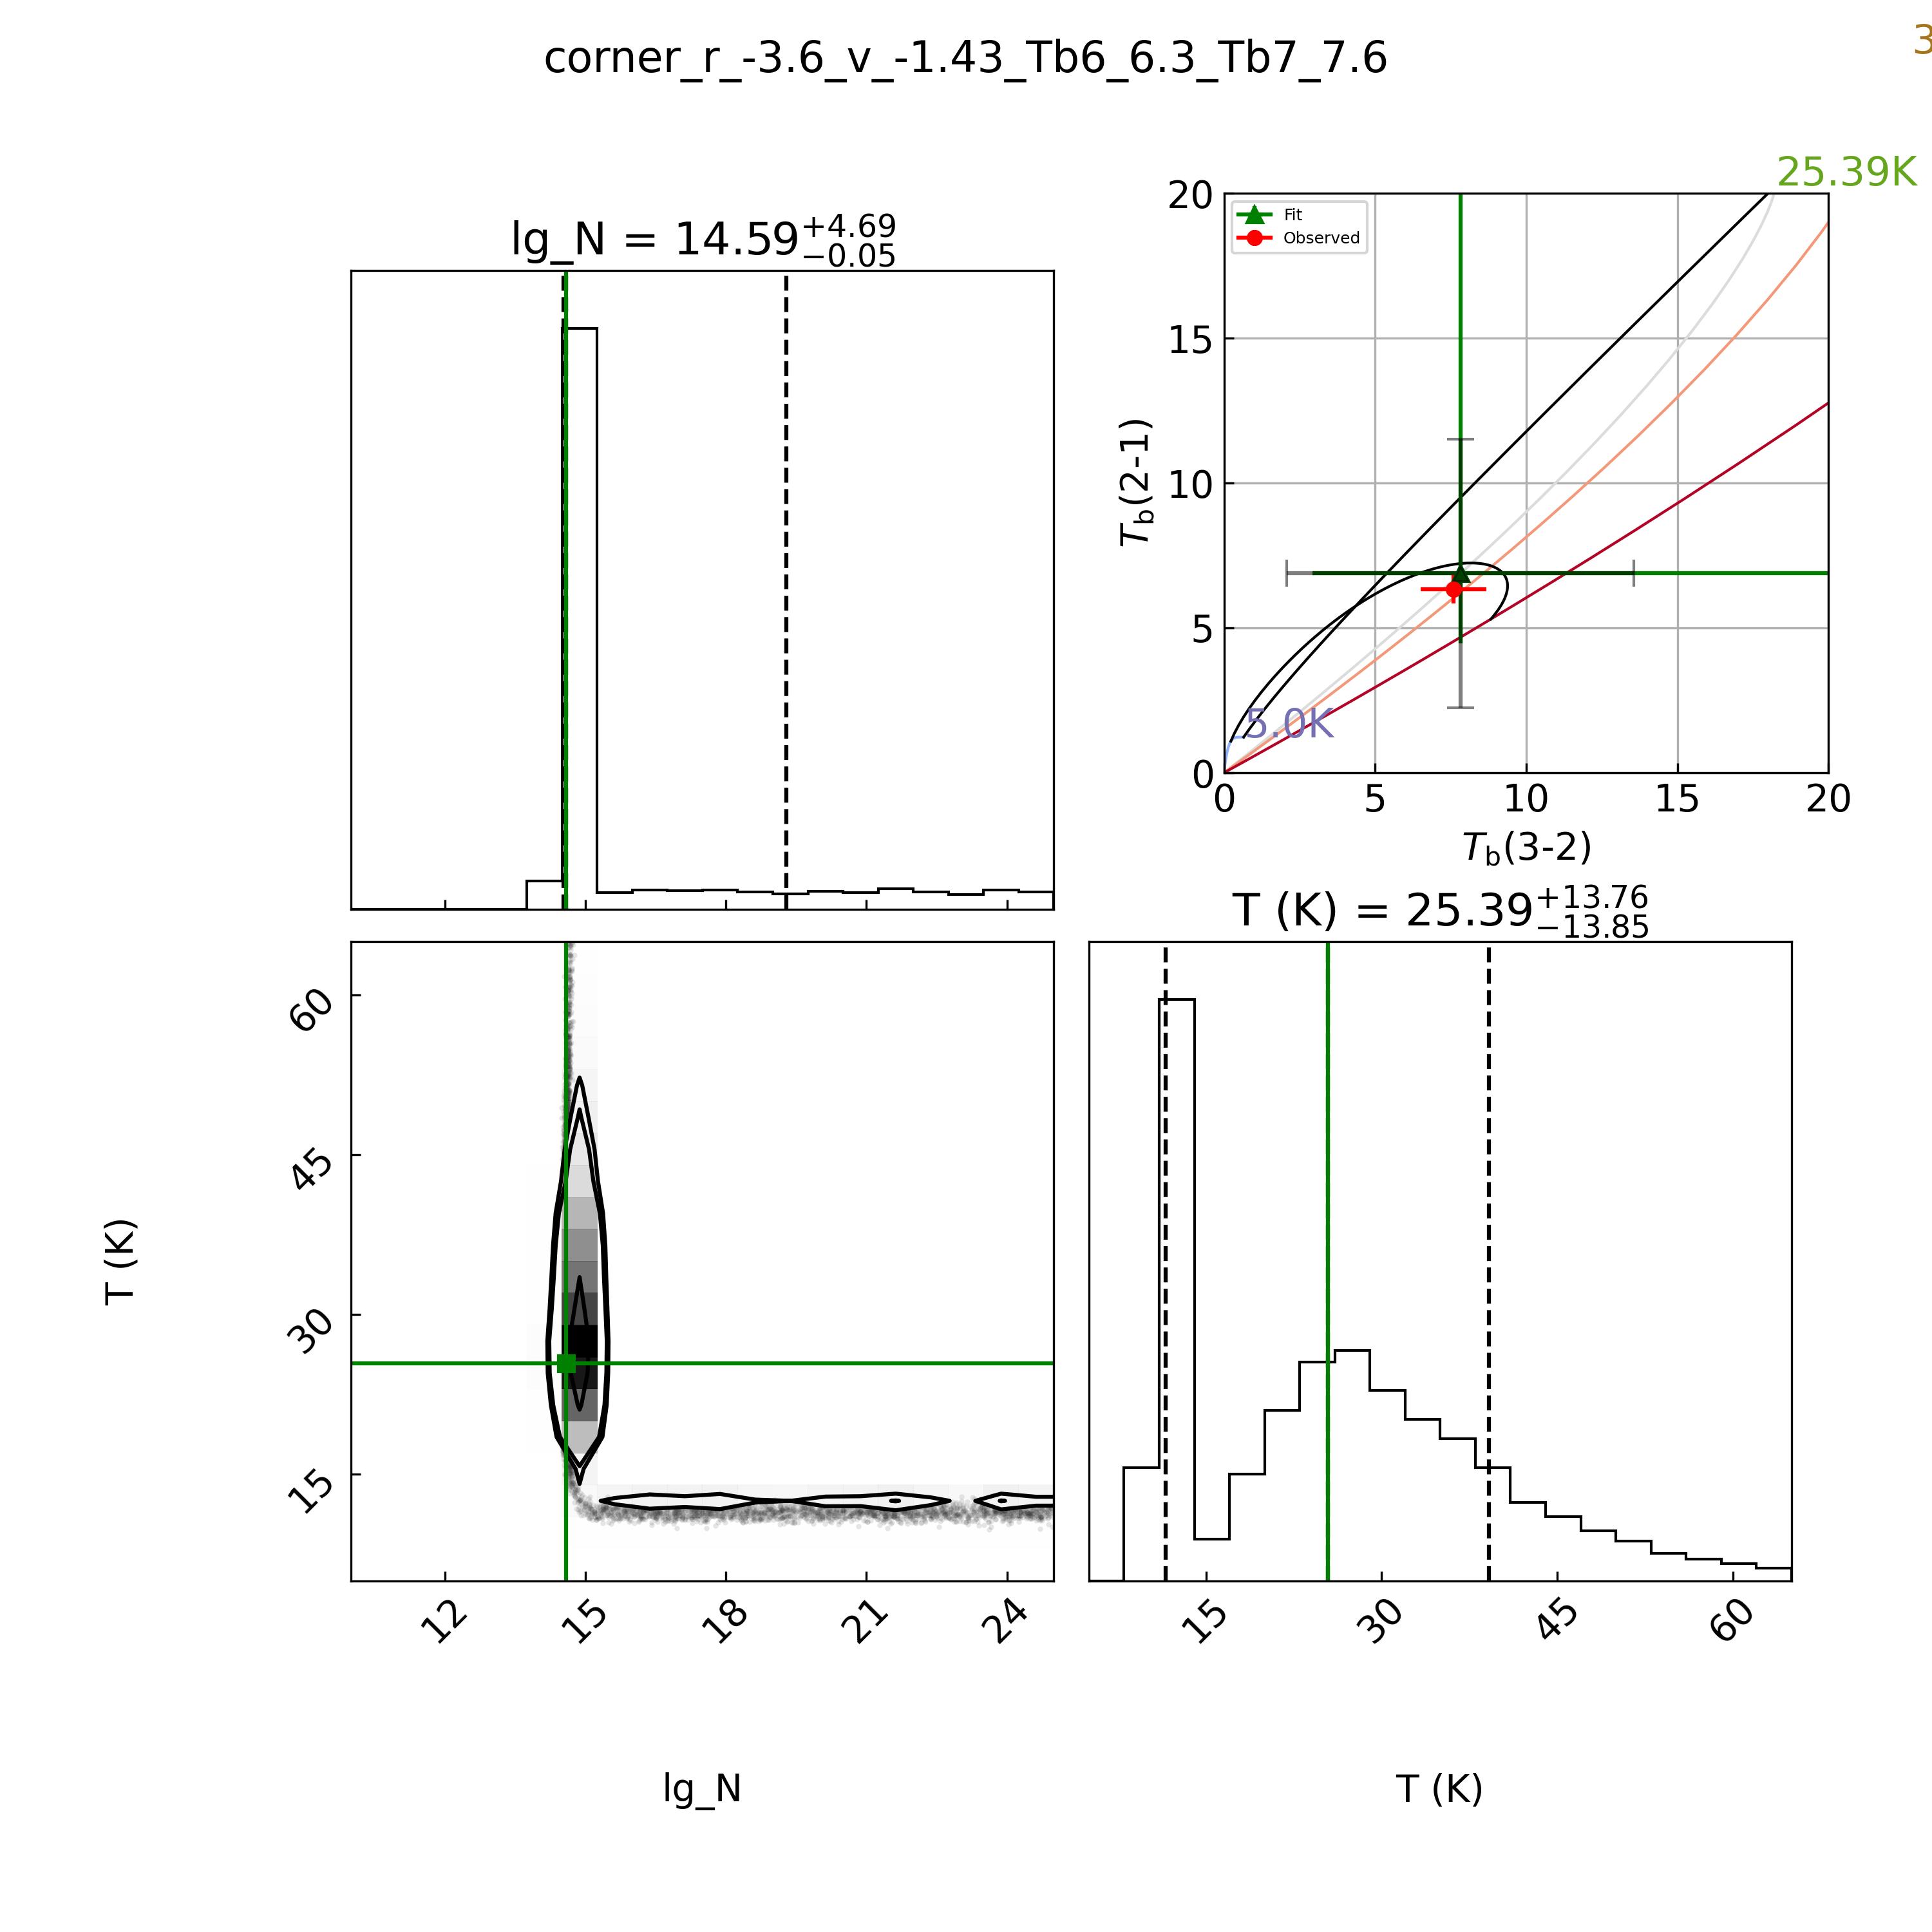 3
corner_r_-3.6_v_-1.43_Tb6_6.3_Tb7_7.6
25.39K
lg_N = 14.59+4.69−0.05
Fit
Observed
20
15
10
5
0
Tb(2-1)
5.0K
0 5 10 15 20
Tb(3-2)
T (K) = 25.39+13.76−13.85
60
45
30
15
T (K)
12 15 18 21 24
15 30 45 60
lg_N
T (K)